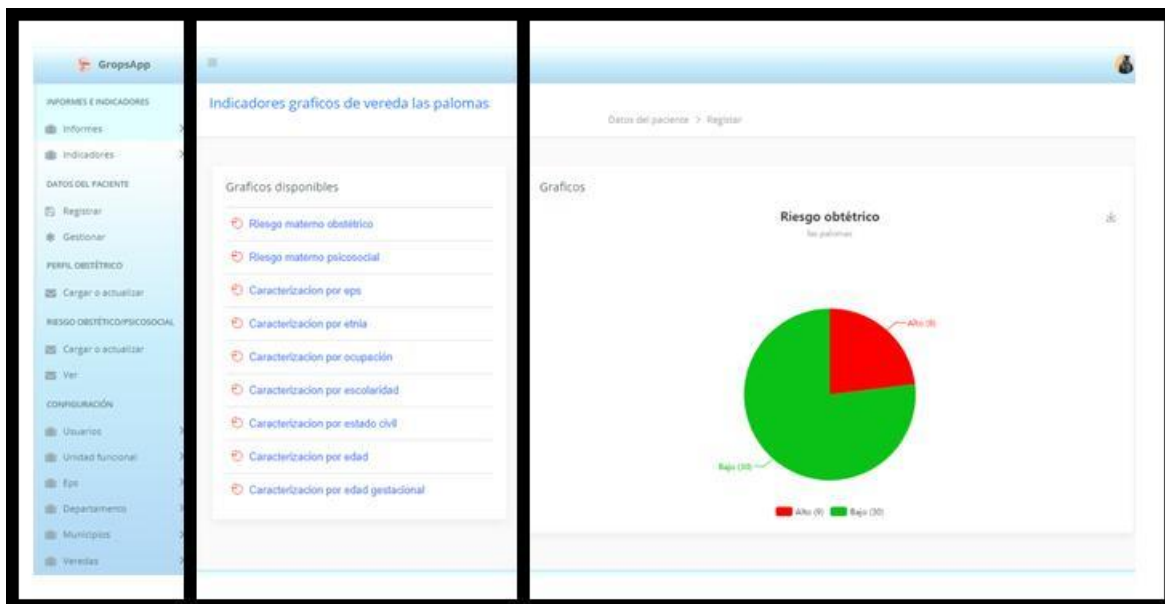 GropsApp
INFORMES E INDICADORES
Informes
Indicadores
DATOS DEL PACIENTE
Registrar
Gestionar
PERFIL OBSTÉTRICO
Cargar o actualizar
RIESGO OBSTÉTICO/PSICOSOCIAL
Cargar o actualizar
Ver
CONFIGURACIÓN
Usuarios
Unidad funcional
Eps
Departamentos
Municipios
Veredas
Indicadores graficos de vereda las palomas
Graficos disponibles
Riesgo materno obstétrico
Riesgo materno psicosocial
Caracterizacion por eps
Caracterizacion por etnia
Caracterizacion por ocupación
Caracterizacion por escolaridad
Caracterizacion por estado civil
Caracterizacion por edad
Caracterizacion por edad gestacional
Datos del paciente > Registrar
Graficos
Riesgo obtétrico
las palomas
Alto (9)
Bajo (30)
Alto (9) Bajo (30)